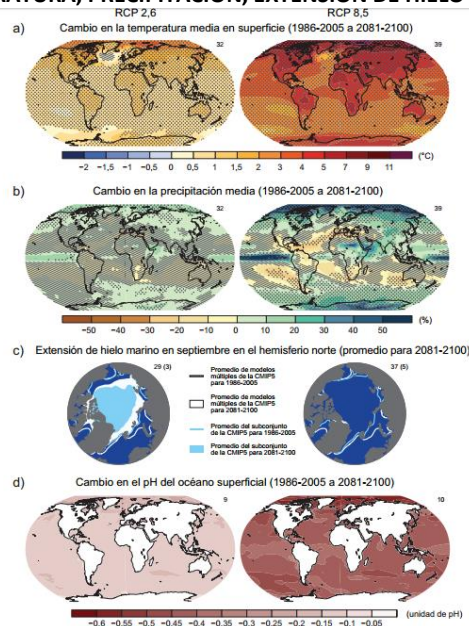 RATURA, PRECIPITACIÓN, EXTENSIÓN DE HIELO
RCP 2,6 RCP 8,5
a) Cambio en la temperatura media en superficie (1986-2005 a 2081-2100)
32 39
−2 −1,5 −1 −0,5 0 0,5 1 1,5 2 3 4 5 7 9 11 (°C)
b) Cambio en la precipitación media (1986-2005 a 2081-2100)
32 39
−50 −40 −30 −20 −10 0 10 20 30 40 50 (%)
c) Extensión de hielo marino en septiembre en el hemisferio norte (promedio para 2081-2100)
29 (3) 37 (5)
Promedio de modelos
múltiples de la CMIP5
para 1986-2005
Promedio de modelos
múltiples de la CMIP5
para 2081-2100
Promedio del subconjunto
de la CMIP5 para 1986-2005
Promedio del subconjunto
de la CMIP5 para 2081-2100
d) Cambio en el pH del océano superficial (1986-2005 a 2081-2100)
9 10
−0.6 −0.55 −0.5 −0.45 −0.4 −0.35 −0.3 −0.25 −0.2 −0.15 −0.1 −0.05 (unidad de pH)